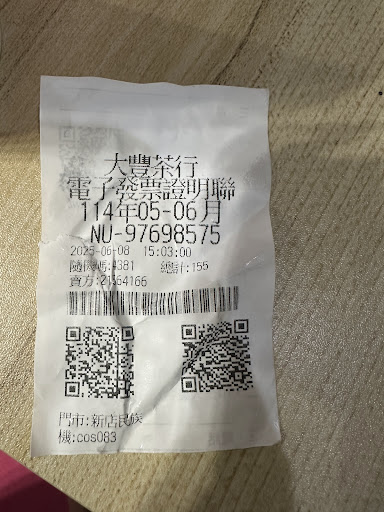 大豐茶行
電子發票證明聯
114年05-06月
NU-97698575
2025-06-08 15:03:00
隨機碼:4381 總計:155
賣方:21564166
門市:新店民族
機:cos083